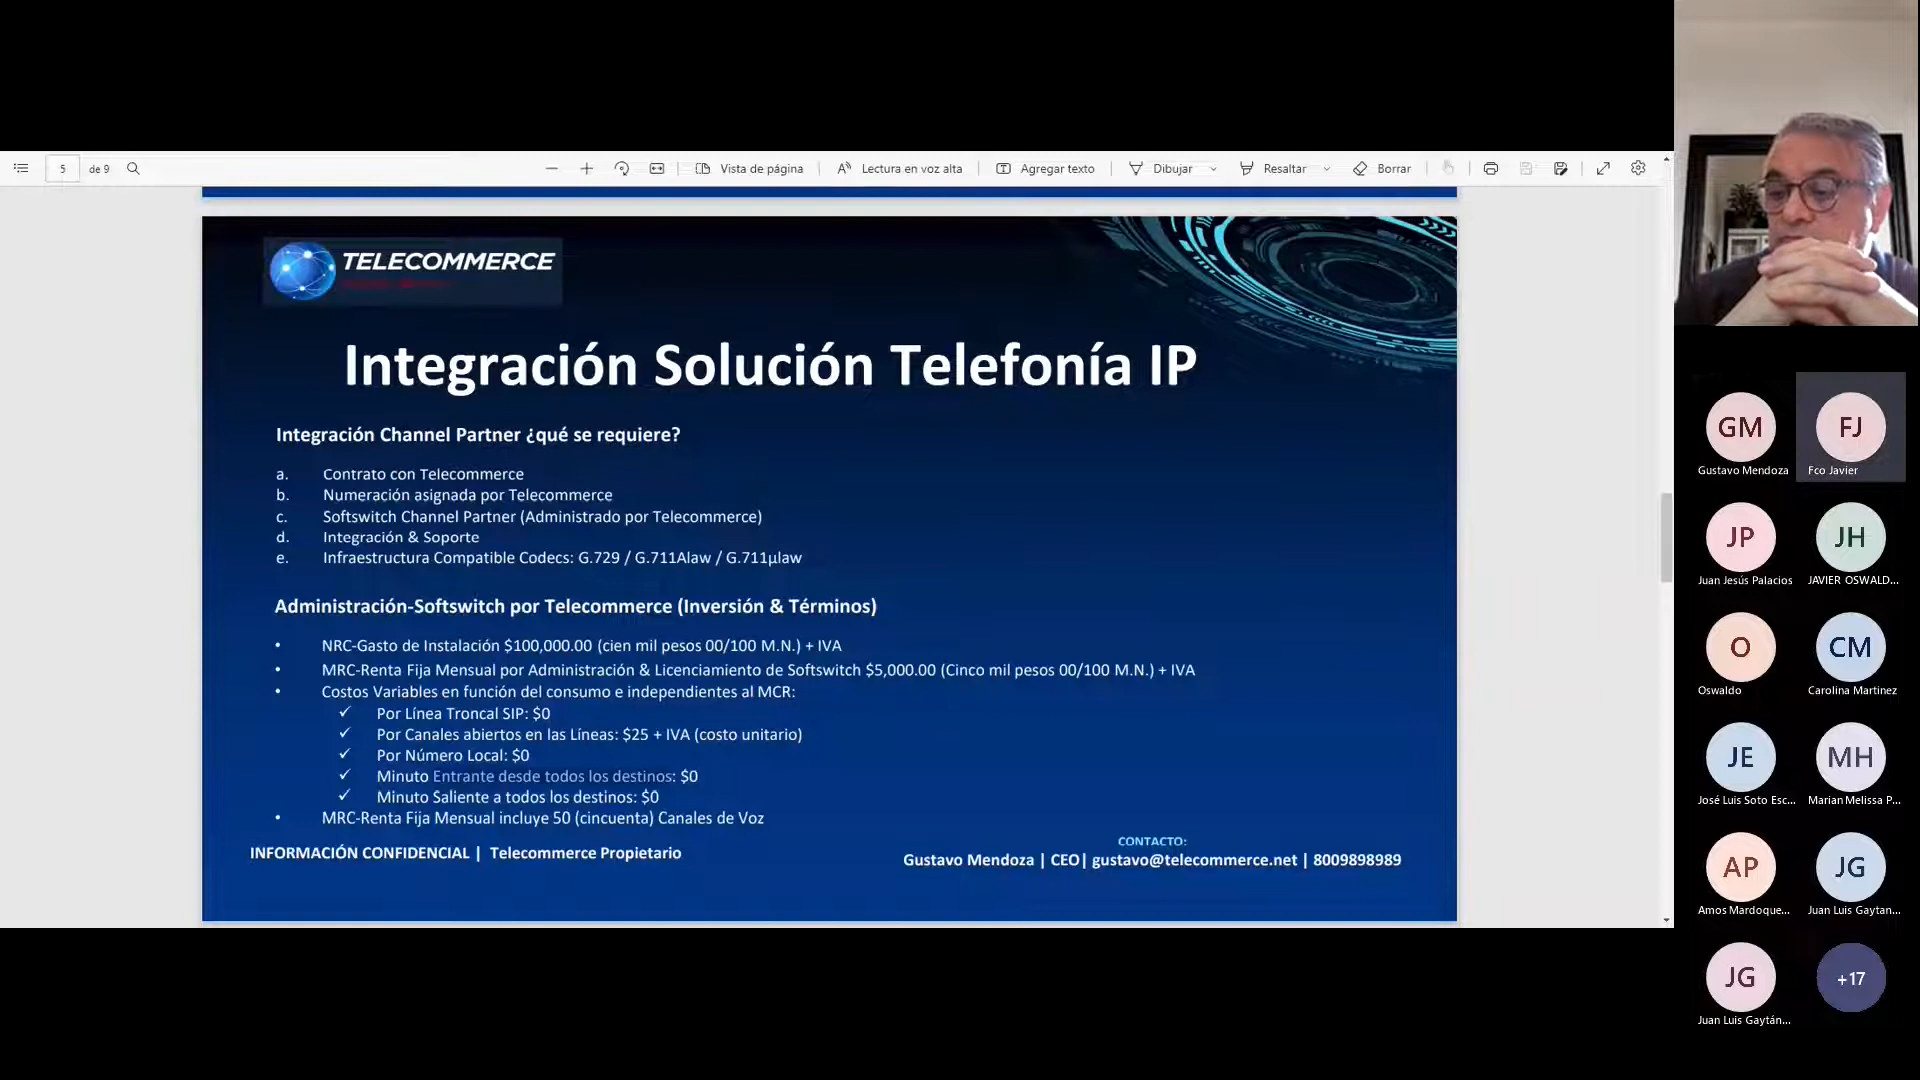 5 de 9
Vista de página
Lectura en voz alta
Agregar texto
Dibujar
Resaltar
Borrar
TELECOMMERCE
Integración Solución Telefonía IP
Integración Channel Partner ¿qué se requiere?
a. Contrato con Telecommerce
b. Numeración asignada por Telecommerce
c. Softswitch Channel Partner (Administrado por Telecommerce)
d. Integración & Soporte
e. Infraestructura Compatible Codecs: G.729 / G.711Alaw / G.711µlaw
Administración-Softswitch por Telecommerce (Inversión & Términos)
• NRC-Gasto de Instalación $100,000.00 (cien mil pesos 00/100 M.N.) + IVA
• MRC-Renta Fija Mensual por Administración & Licenciamiento de Softswitch $5,000.00 (Cinco mil pesos 00/100 M.N.) + IVA
• Costos Variables en función del consumo e independientes al MCR:
✓ Por Línea Troncal SIP: $0
✓ Por Canales abiertos en las Líneas: $25 + IVA (costo unitario)
✓ Por Número Local: $0
✓ Minuto Entrante desde todos los destinos: $0
✓ Minuto Saliente a todos los destinos: $0
• MRC-Renta Fija Mensual incluye 50 (cincuenta) Canales de Voz
INFORMACIÓN CONFIDENCIAL | Telecommerce Propietario
CONTACTO:
Gustavo Mendoza | CEO| gustavo@telecommerce.net | 8009898989
GM
Gustavo Mendoza
FJ
Fco Javier
JP
Juan Jesús Palacios
JH
JAVIER OSWALD...
O
Oswaldo
CM
Carolina Martinez
JE
José Luis Soto Esc...
MH
Marian Melissa P...
AP
Amos Mardoque...
JG
Juan Luis Gaytan...
JG
Juan Luis Gaytán...
+17